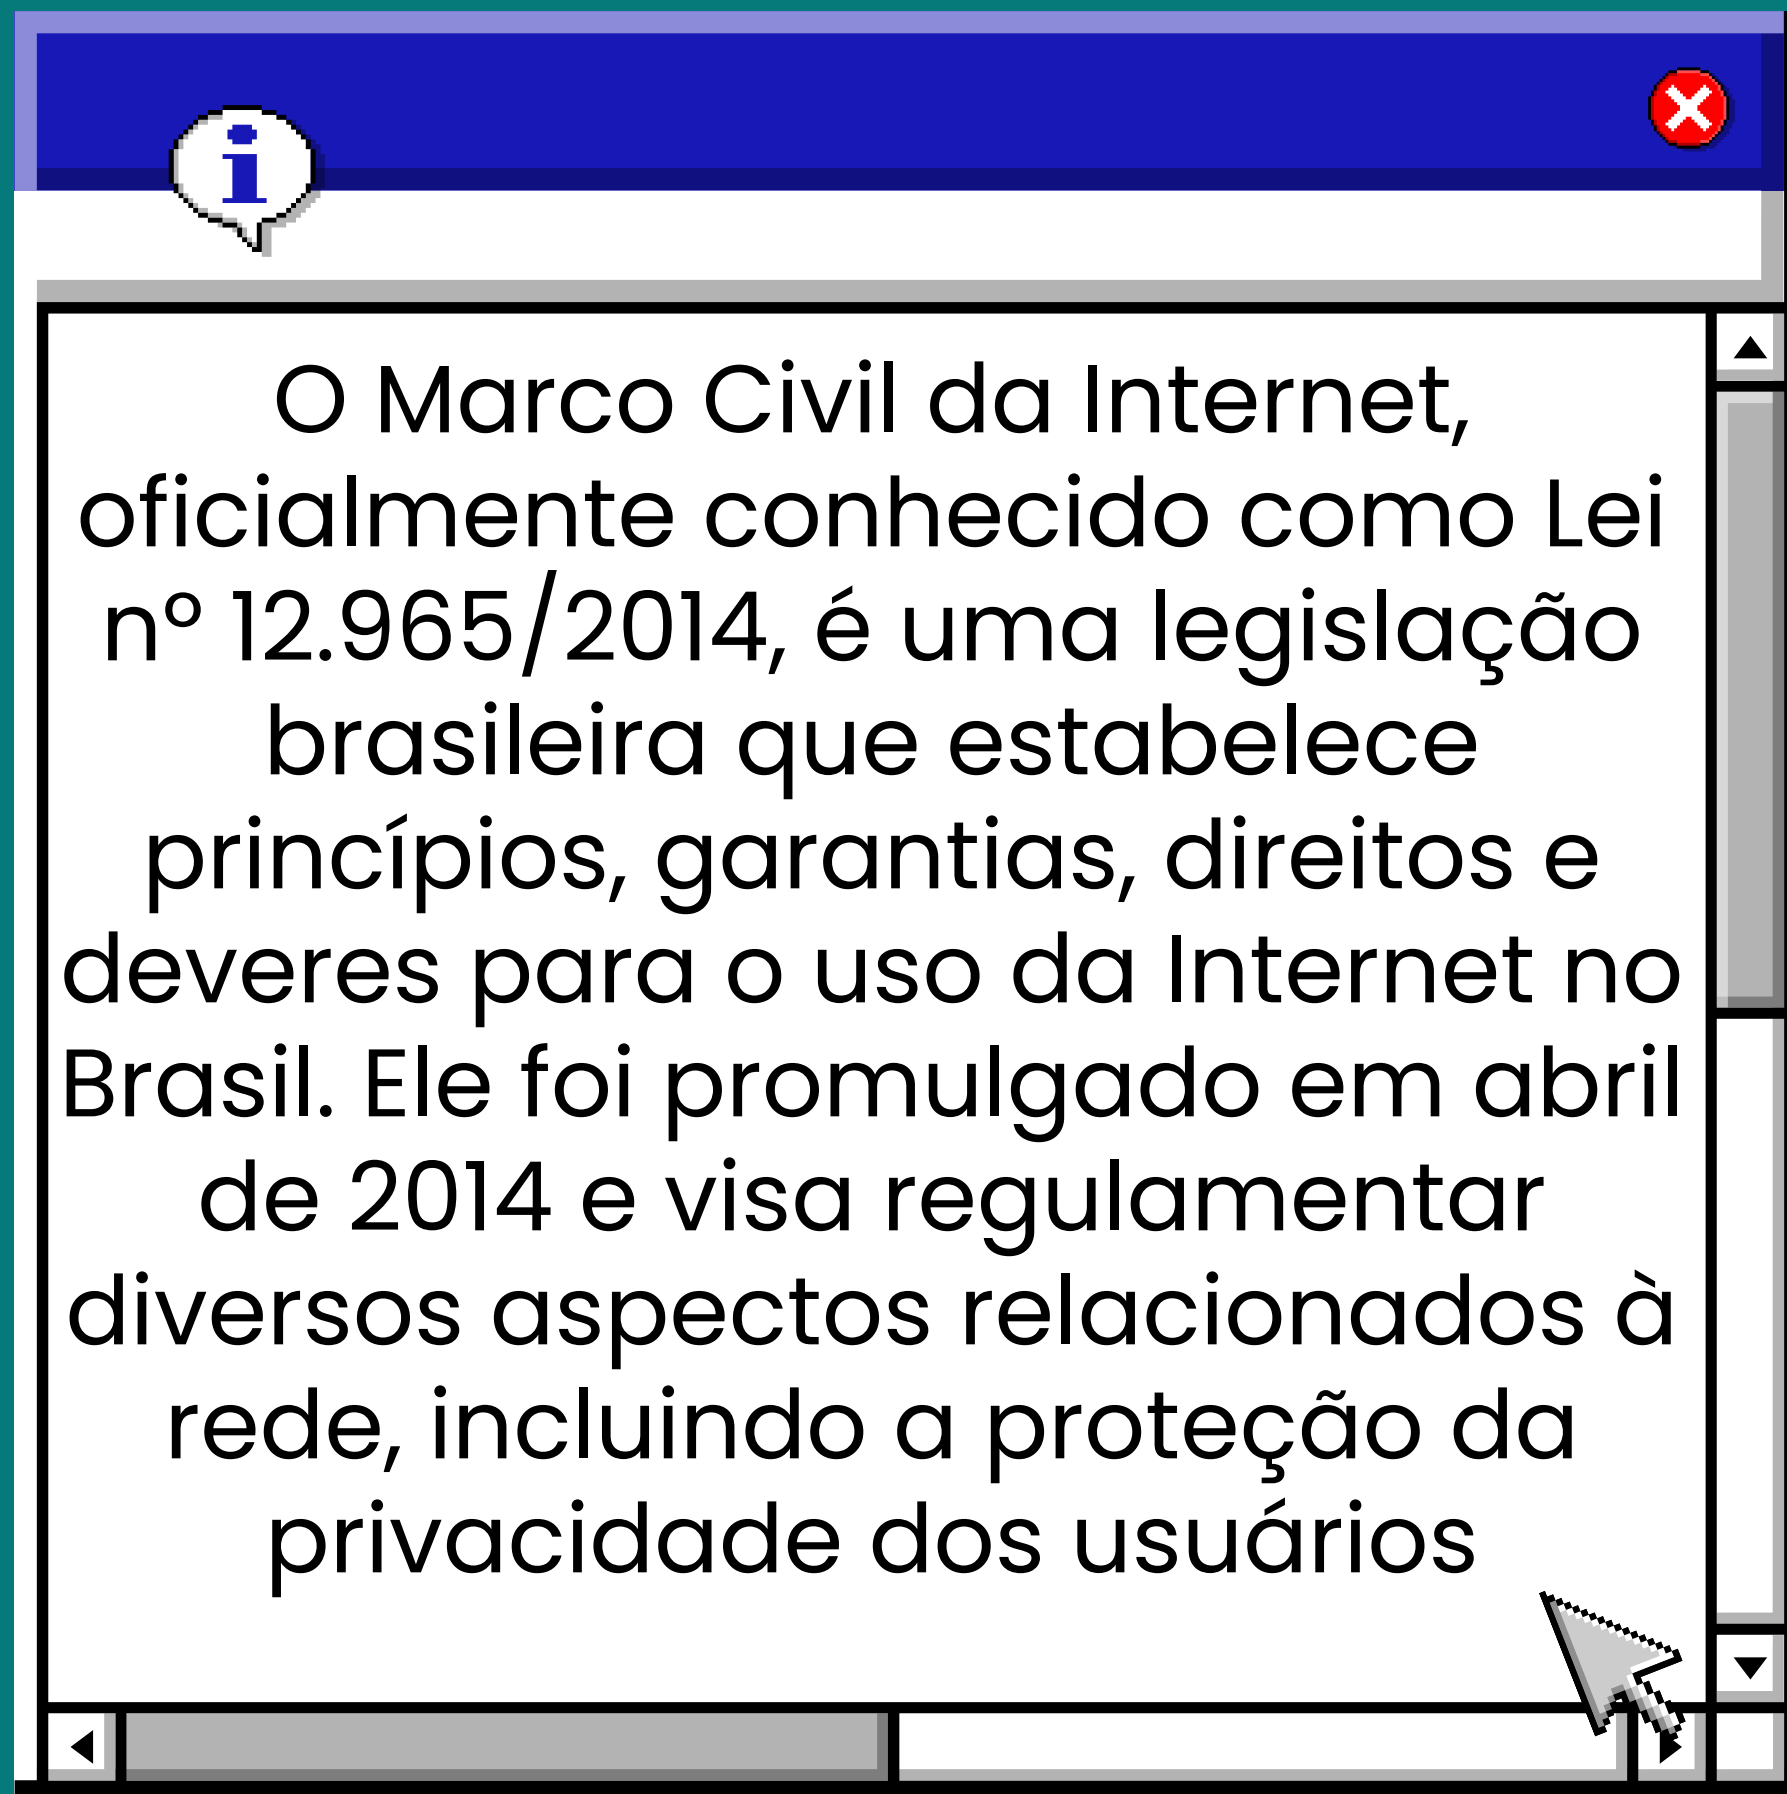 i
O Marco Civil da Internet,
oficialmente conhecido como Lei
nº 12.965/2014, é uma legislação
brasileira que estabelece
princípios, garantias, direitos e
deveres para o uso da Internet no
Brasil. Ele foi promulgado em abril
de 2014 e visa regulamentar
diversos aspectos relacionados à
rede, incluindo a proteção da
privacidade dos usuários